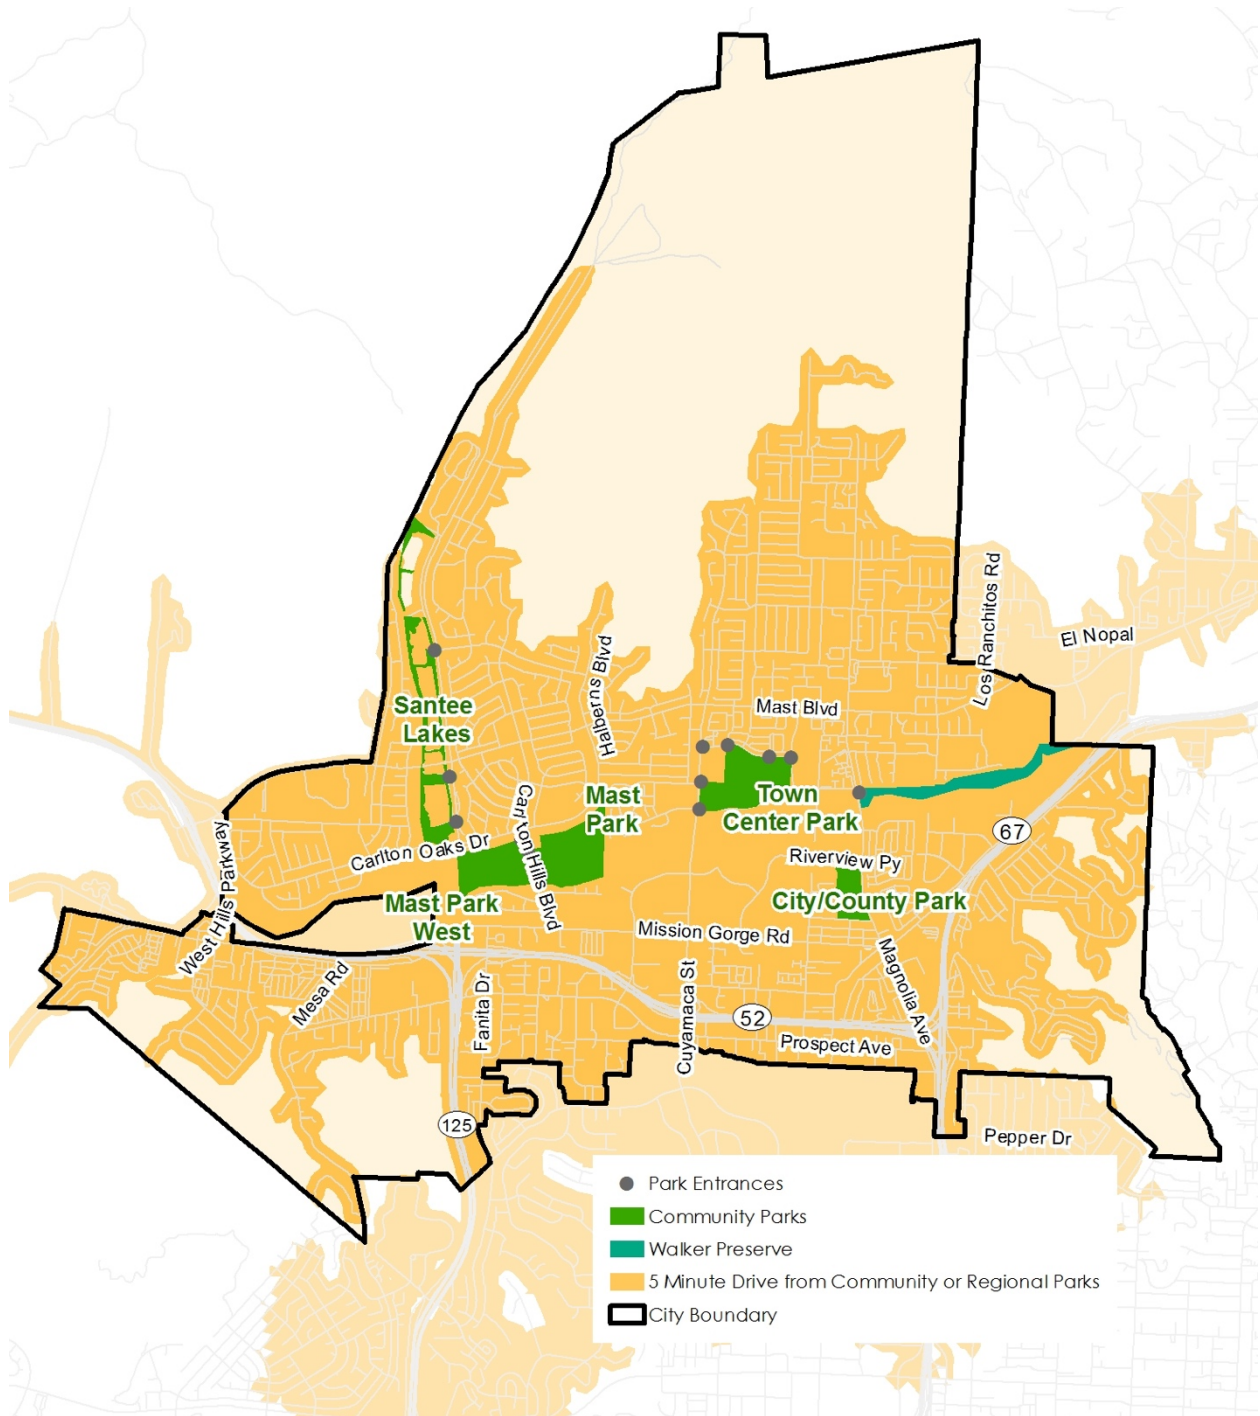 Los Ranchitos Rd
El Nopal
Halberns Blvd
Santee
Lakes
Mast Blvd
Mast
Park
Town
Center Park
67
Carlton Hills Blvd
Carlton Oaks Dr
Riverview Py
West Hills Parkway
Mast Park
West
City/County Park
Mission Gorge Rd
Magnolia Ave
Mesa Rd
Fanita Dr
Cuyamaca St
52
Prospect Ave
125
Pepper Dr
Park Entrances
Community Parks
Walker Preserve
5 Minute Drive from Community or Regional Parks
City Boundary